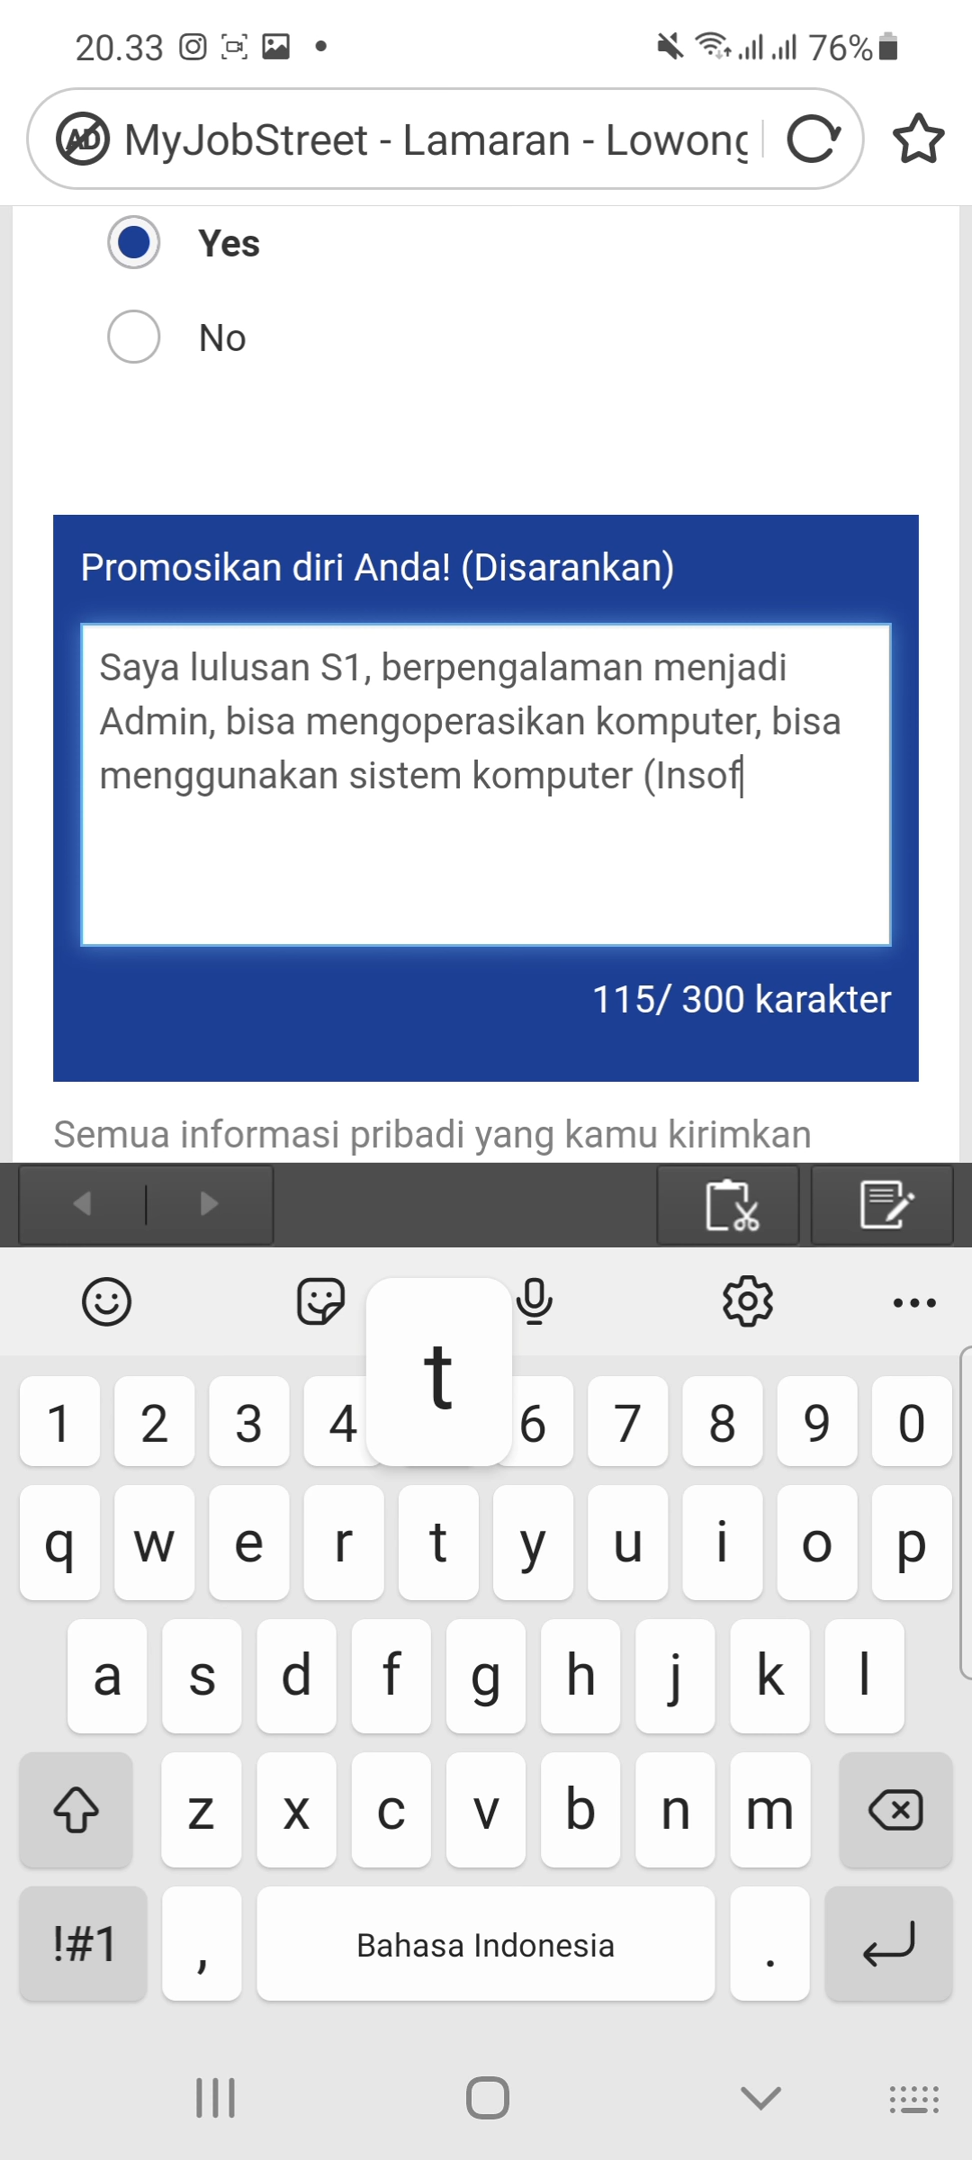 20.33
76%
MyJobStreet - Lamaran - Lowong
Yes
No
Promosikan diri Anda! (Disarankan)
Saya lulusan S1, berpengalaman menjadi
Admin, bisa mengoperasikan komputer, bisa
menggunakan sistem komputer (Insof
115/ 300 karakter
Semua informasi pribadi yang kamu kirimkan
t
1 2 3 4 6 7 8 9 0
q w e r t y u i o p
a s d f g h j k l
z x c v b n m
!#1 , Bahasa Indonesia .